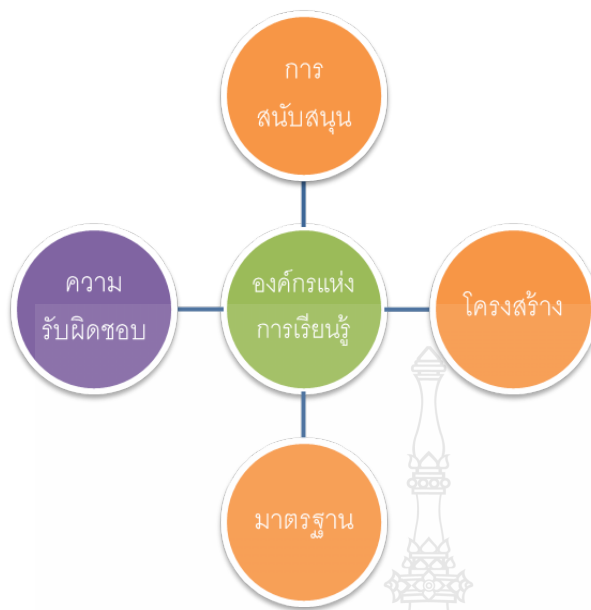 การ
สนับสนุน
ความ
รับผิดชอบ
องค์กรแห่ง
การเรียนรู้
โครงสร้าง
มาตรฐาน